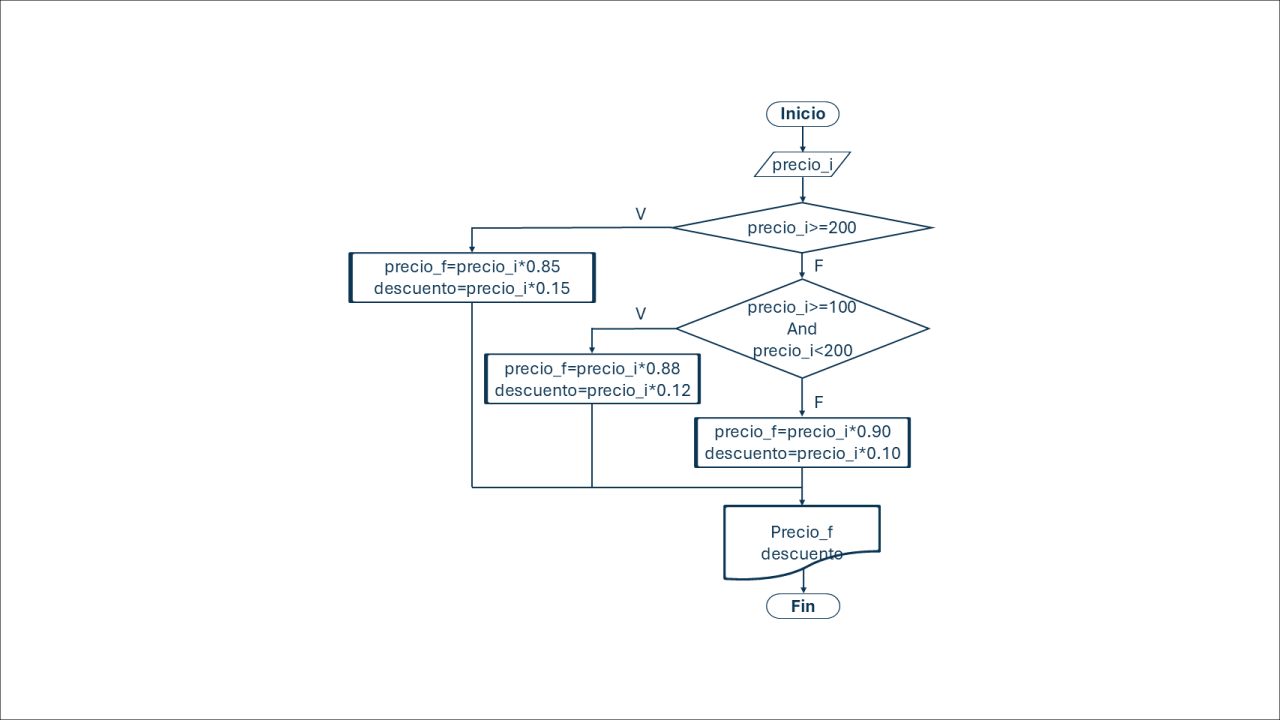 Inicio
precio_i
V
precio_i>=200
F
precio_f=precio_i*0.85
descuento=precio_i*0.15
V
precio_i>=100
And
precio_i<200
precio_f=precio_i*0.88
descuento=precio_i*0.12
F
precio_f=precio_i*0.90
descuento=precio_i*0.10
Precio_f
descuento
Fin